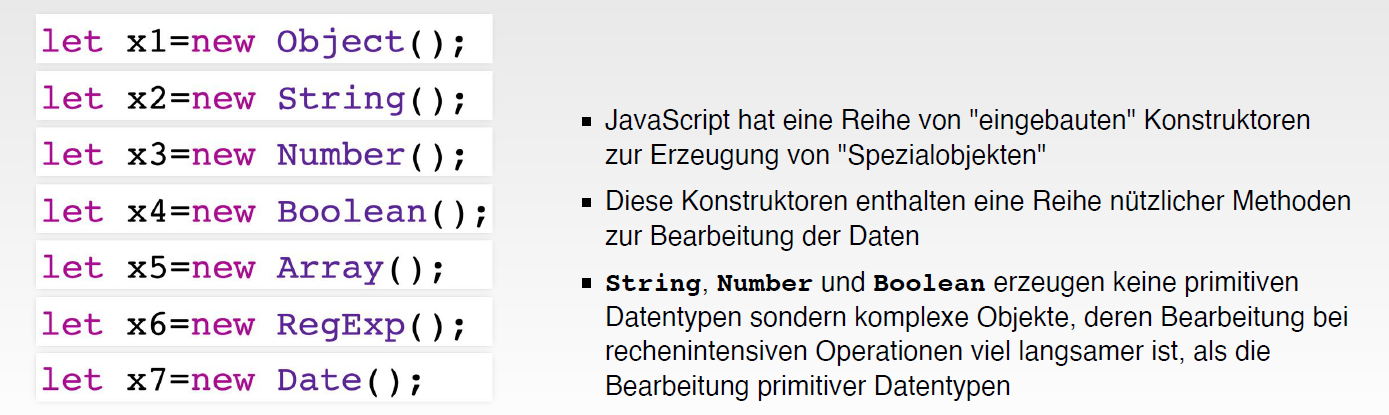 let x1=new Object();
let x2=new String();
let x3=new Number();
let x4=new Boolean();
let x5=new Array();
let x6=new RegExp();
let x7=new Date();
▪ JavaScript hat eine Reihe von "eingebauten" Konstruktoren
zur Erzeugung von "Spezialobjekten"
▪ Diese Konstruktoren enthalten eine Reihe nützlicher Methoden
zur Bearbeitung der Daten
▪ String, Number und Boolean erzeugen keine primitiven
Datentypen sondern komplexe Objekte, deren Bearbeitung bei
rechenintensiven Operationen viel langsamer ist, als die
Bearbeitung primitiver Datentypen